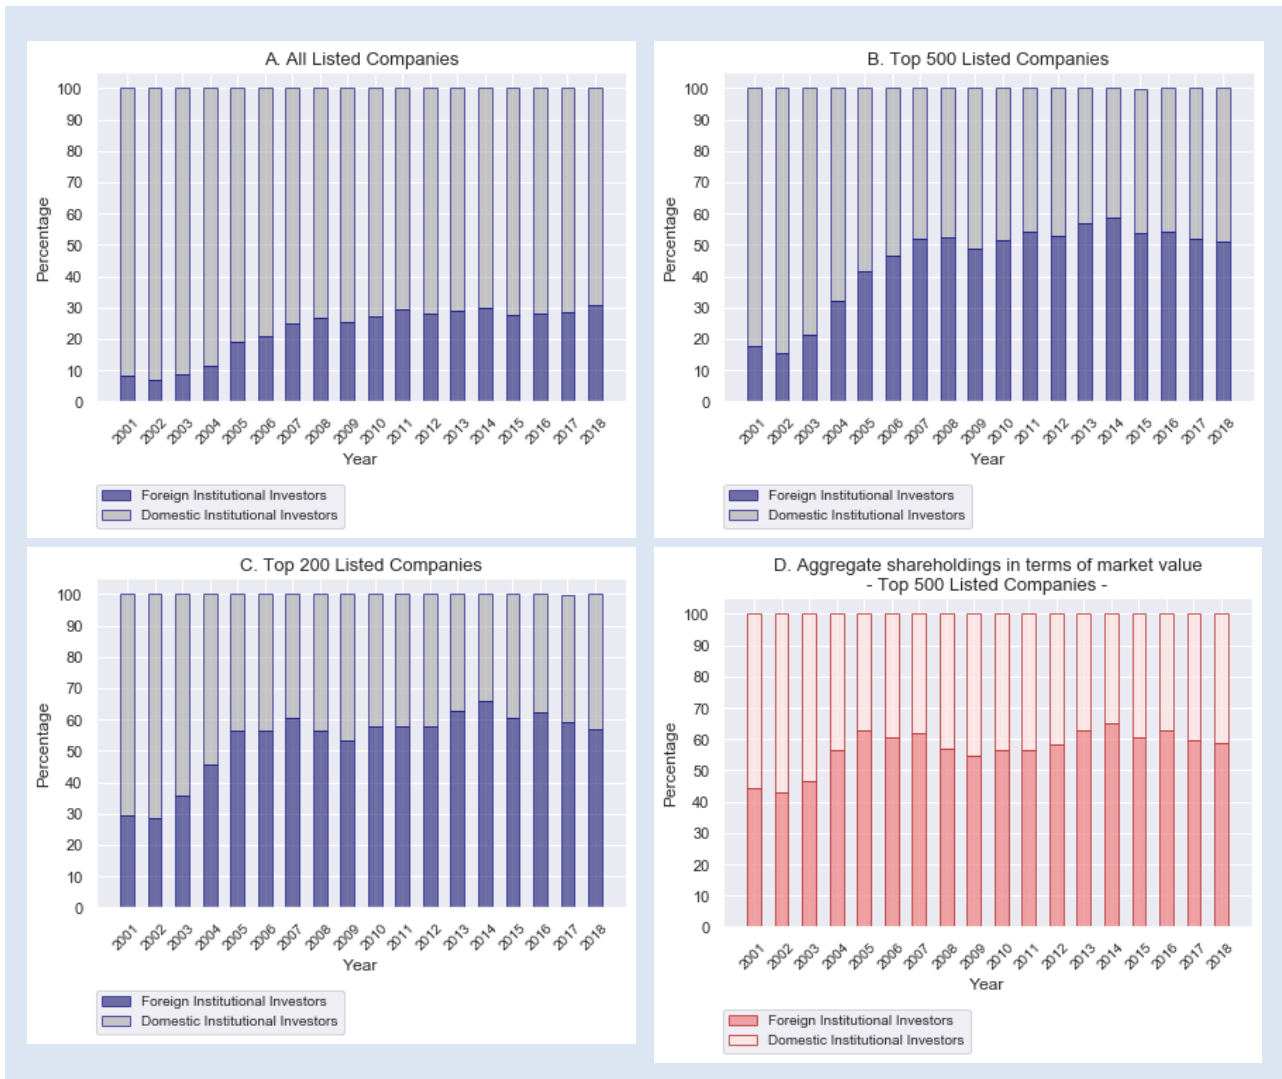 A. All Listed Companies
100
90
80
70
60
50
40
30
20
10
0
Percentage
2001 2002 2003 2004 2005 2006 2007 2008 2009 2010 2011 2012 2013 2014 2015 2016 2017 2018
Year
Foreign Institutional Investors
Domestic Institutional Investors
B. Top 500 Listed Companies
100
90
80
70
60
50
40
30
20
10
0
Percentage
2001 2002 2003 2004 2005 2006 2007 2008 2009 2010 2011 2012 2013 2014 2015 2016 2017 2018
Year
Foreign Institutional Investors
Domestic Institutional Investors
C. Top 200 Listed Companies
100
90
80
70
60
50
40
30
20
10
0
Percentage
2001 2002 2003 2004 2005 2006 2007 2008 2009 2010 2011 2012 2013 2014 2015 2016 2017 2018
Year
Foreign Institutional Investors
Domestic Institutional Investors
D. Aggregate shareholdings in terms of market value
- Top 500 Listed Companies -
100
90
80
70
60
50
40
30
20
10
0
Percentage
2001 2002 2003 2004 2005 2006 2007 2008 2009 2010 2011 2012 2013 2014 2015 2016 2017 2018
Year
Foreign Institutional Investors
Domestic Institutional Investors